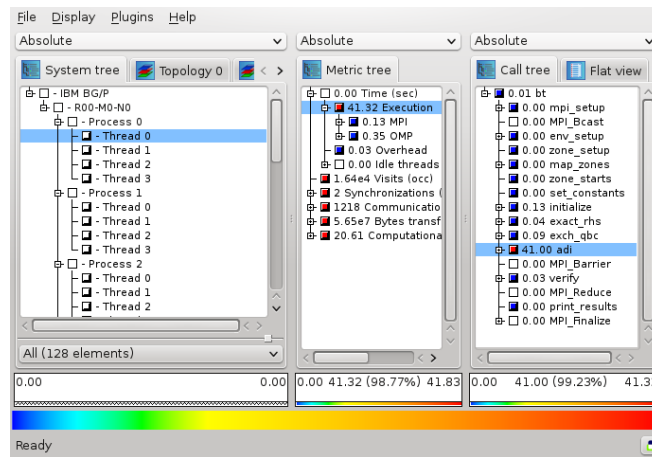 File Display Plugins Help
Absolute
Absolute
Absolute
System tree
Topology 0
Metric tree
Call tree
Flat view
- IBM BG/P
- R00-M0-N0
- Process 0
- Thread 0
- Thread 1
- Thread 2
- Thread 3
- Process 1
- Thread 0
- Thread 1
- Thread 2
- Thread 3
- Process 2
- Thread 0
- Thread 1
- Thread 2
All (128 elements)
0.00 Time (sec)
41.32 Execution
0.13 MPI
0.35 OMP
0.03 Overhead
0.00 Idle threads
1.64e4 Visits (occ)
2 Synchronizations (
1218 Communicatio
5.65e7 Bytes transf
20.61 Computationa
0.01 bt
0.00 mpi_setup
0.00 MPI_Bcast
0.00 env_setup
0.00 zone_setup
0.00 map_zones
0.00 zone_starts
0.00 set_constants
0.13 initialize
0.04 exact_rhs
0.09 exch_qbc
41.00 adi
0.00 MPI_Barrier
0.03 verify
0.00 MPI_Reduce
0.00 print_results
0.00 MPI_Finalize
0.00 0.00
0.00 41.32 (98.77%) 41.83
0.00 41.00 (99.23%)
Ready